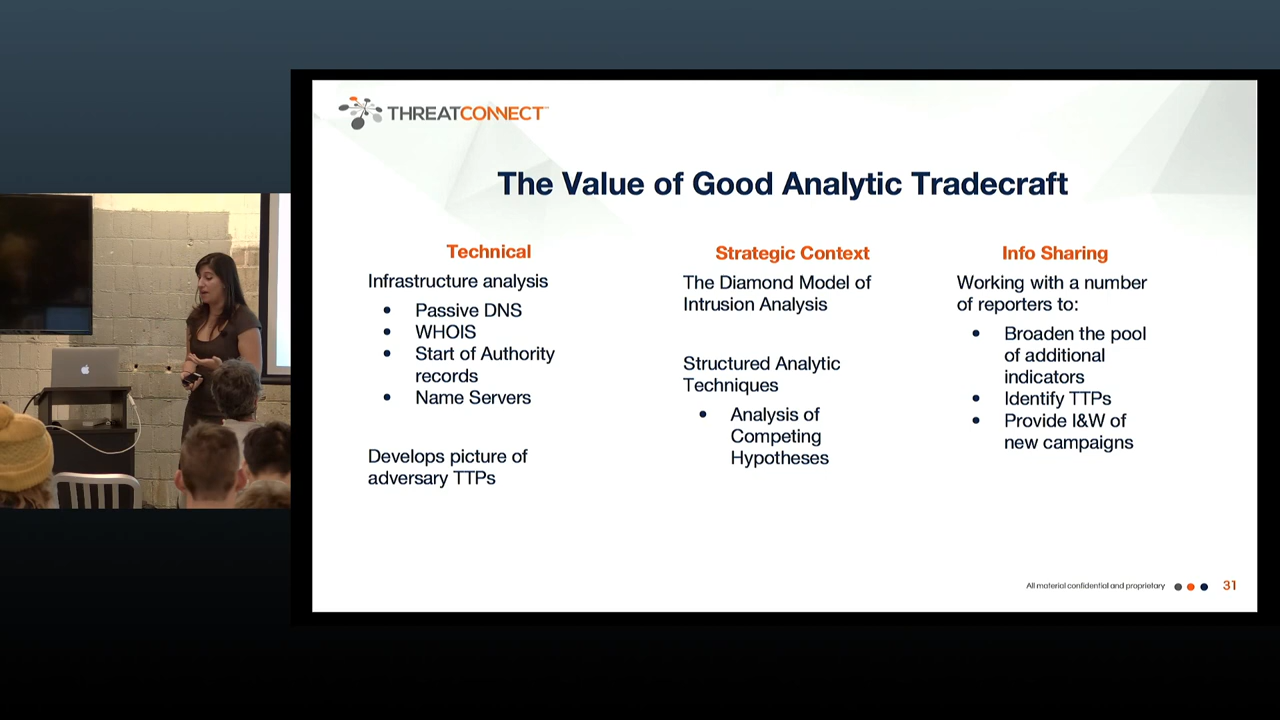 THREATCONNECT™
The Value of Good Analytic Tradecraft
Technical
Infrastructure analysis
• Passive DNS
• WHOIS
• Start of Authority
records
• Name Servers
Develops picture of
adversary TTPs
Strategic Context
The Diamond Model of
Intrusion Analysis
Structured Analytic
Techniques
• Analysis of
Competing
Hypotheses
Info Sharing
Working with a number
of reporters to:
• Broaden the pool
of additional
indicators
• Identify TTPs
• Provide I&W of
new campaigns
All material confidential and proprietary
31